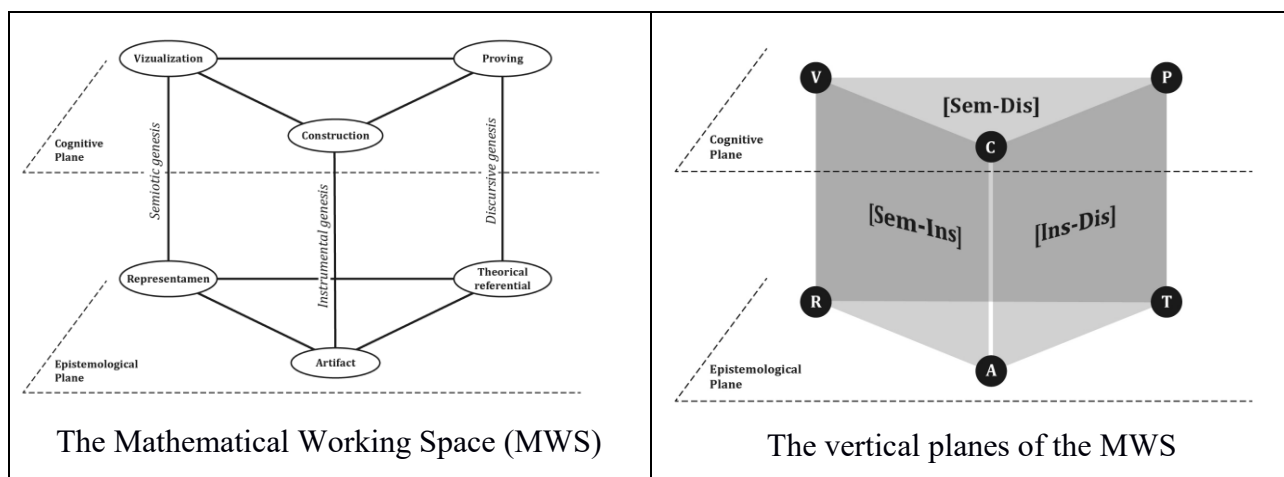 Vizualization
Proving
Construction
Cognitive
Plane
Semiotic genesis
Instrumental genesis
Discursive genesis
Representamen
Theorical
referential
Artifact
Epistemological
Plane
The Mathematical Working Space (MWS)
V
P
[Sem-Dis]
C
Cognitive
Plane
[Sem-Ins]
[Ins-Dis]
R
T
Epistemological
Plane
A
The vertical planes of the MWS